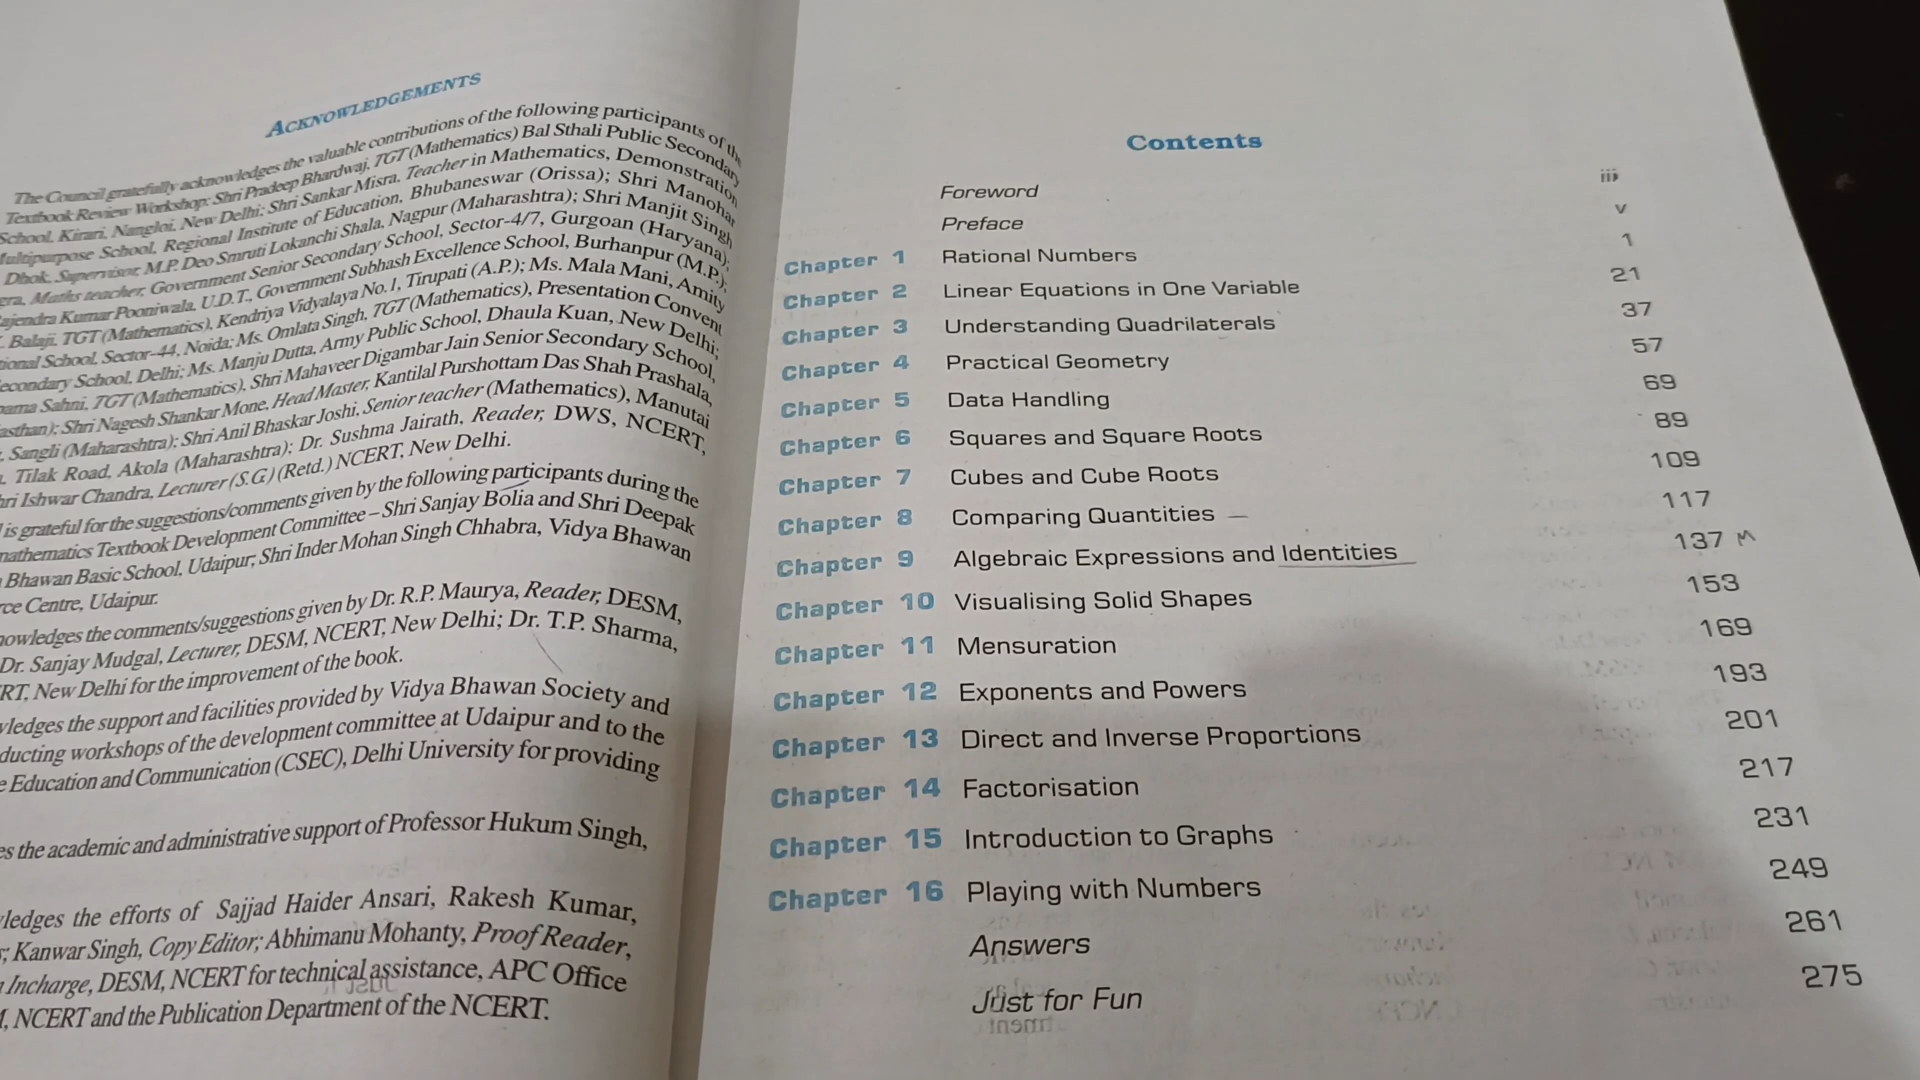 ACKNOWLEDGEMENTS
The Council gratefully acknowledges the valuable contributions of the following participants of the
Textbook Review Workshop: Shri Pradeep Bhardwaj, TGT (Mathematics) Bal Sthali Public Secondary
School, Kirari, Nangloi, New Delhi; Shri Sankar Misra, Teacher in Mathematics, Demonstration
Multipurpose School, Regional Institute of Education, Bhubaneswar (Orissa); Shri Manohar
Dhok, Supervisor, M.P. Deo Smruti Lokanchi Shala, Nagpur (Maharashtra); Shri Manjit Singh
Maths teacher, Government Senior Secondary School, Sector-4/7, Gurgoan (Haryana);
Rajendra Kumar Pooniwala, U.D.T., Government Subhash Excellence School, Burhanpur (M.P.);
Balaji, TGT (Mathematics), Kendriya Vidyalaya No.1, Tirupati (A.P.); Ms. Mala Mani, Amity
School, Sector-44, Noida; Ms. Omlata Singh, TGT (Mathematics), Presentation Convent
School, Delhi; Ms. Manju Dutta, Army Public School, Dhaula Kuan, New Delhi;
Sahni, TGT (Mathematics), Shri Mahaveer Digambar Jain Senior Secondary School,
Shri Nagesh Shankar Mone, Head Master, Kantilal Purshottam Das Shah Prashala,
Sangli (Maharashtra); Shri Anil Bhaskar Joshi, Senior teacher (Mathematics), Manutai
Tilak Road, Akola (Maharashtra); Dr. Sushma Jairath, Reader, DWS, NCERT,
Ishwar Chandra, Lecturer (S.G.) (Retd.) NCERT, New Delhi.
is grateful for the suggestions/comments given by the following participants during the
mathematics Textbook Development Committee – Shri Sanjay Bolia and Shri Deepak
Bhawan Basic School, Udaipur; Shri Inder Mohan Singh Chhabra, Vidya Bhawan
Centre, Udaipur.
the comments/suggestions given by Dr. R.P. Maurya, Reader, DESM,
Dr. Sanjay Mudgal, Lecturer, DESM, NCERT, New Delhi; Dr. T.P. Sharma,
New Delhi for the improvement of the book.
the support and facilities provided by Vidya Bhawan Society and
workshops of the development committee at Udaipur and to the
Education and Communication (CSEC), Delhi University for providing
the academic and administrative support of Professor Hukum Singh,
the efforts of Sajjad Haider Ansari, Rakesh Kumar,
Kanwar Singh, Copy Editor; Abhimanu Mohanty, Proof Reader,
Incharge, DESM, NCERT for technical assistance, APC Office
NCERT and the Publication Department of the NCERT.
Contents
Foreword iii
Preface v
Chapter 1 Rational Numbers 1
Chapter 2 Linear Equations in One Variable 21
Chapter 3 Understanding Quadrilaterals 37
Chapter 4 Practical Geometry 57
Chapter 5 Data Handling 69
Chapter 6 Squares and Square Roots 89
Chapter 7 Cubes and Cube Roots 109
Chapter 8 Comparing Quantities 117
Chapter 9 Algebraic Expressions and Identities 137
Chapter 10 Visualising Solid Shapes 153
Chapter 11 Mensuration 169
Chapter 12 Exponents and Powers 193
Chapter 13 Direct and Inverse Proportions 201
Chapter 14 Factorisation 217
Chapter 15 Introduction to Graphs 231
Chapter 16 Playing with Numbers 249
Answers 261
Just for Fun 275